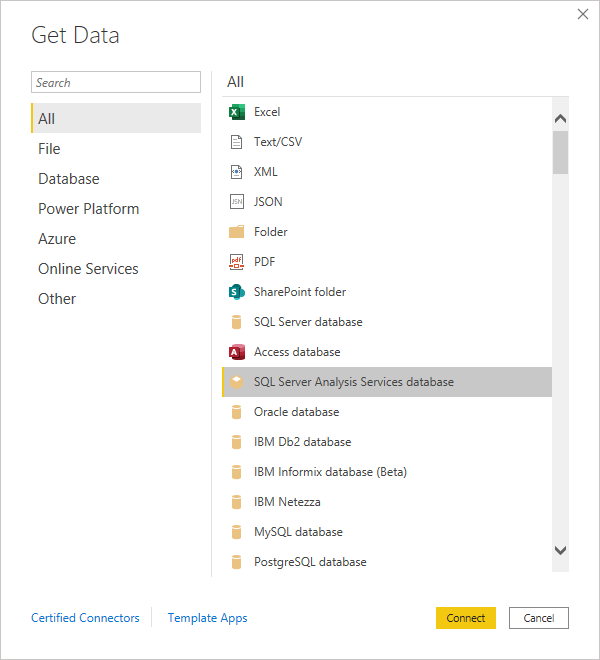 Get Data
Search
All
File
Database
Power Platform
Azure
Online Services
Other
All
Excel
Text/CSV
XML
JSON
Folder
PDF
SharePoint folder
SQL Server database
Access database
SQL Server Analysis Services database
Oracle database
IBM Db2 database
IBM Informix database (Beta)
IBM Netezza
MySQL database
PostgreSQL database
Certified Connectors
Template Apps
Connect
Cancel